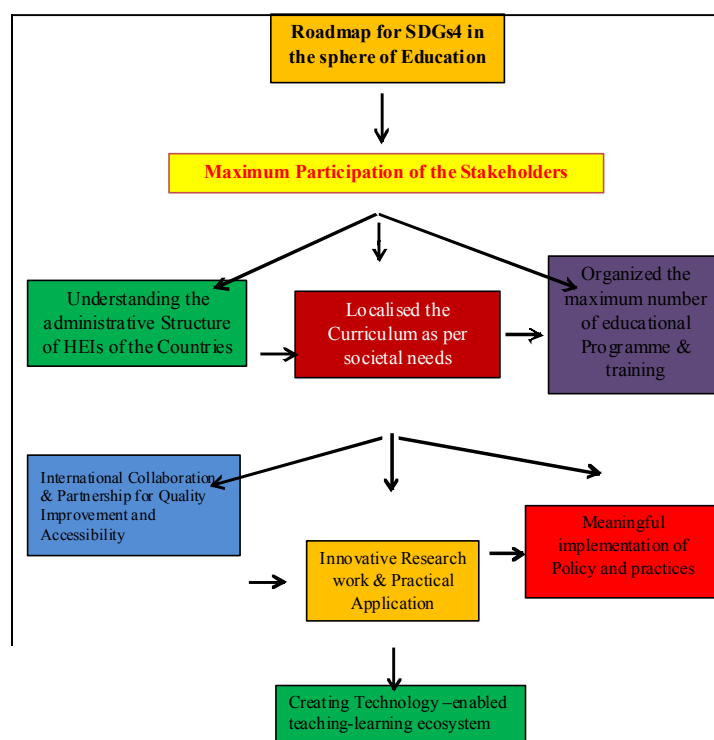 Roadmap for SDGs4 in
the sphere of Education
Maximum Participation of the Stakeholders
Understanding the
administrative Structure
of HEIs of the Countries
Localised the
Curriculum as per
societal needs
Organized the
maximum number
of educational
Programme &
training
International Collaboration
& Partnership for Quality
Improvement and
Accessibility
Innovative Research
work & Practical
Application
Meaningful
implementation of
Policy and practices
Creating Technology –enabled
teaching-learning ecosystem